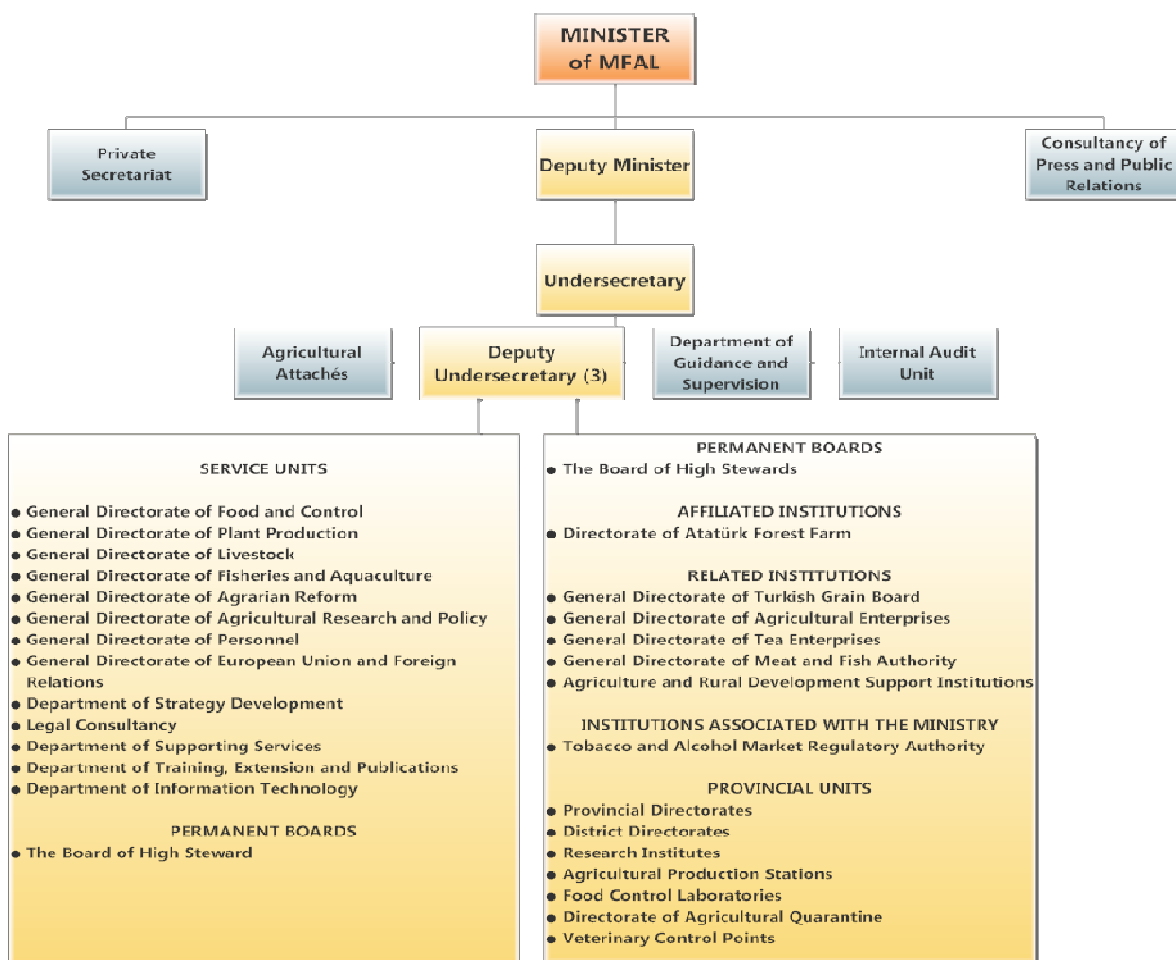 MINISTER
of MFAL
Private
Secretariat
Deputy Minister
Consultancy of
Press and Public
Relations
Undersecretary
Agricultural
Attachés
Deputy
Undersecretary (3)
Department of
Guidance and
Supervision
Internal Audit
Unit
SERVICE UNITS
● General Directorate of Food and Control
● General Directorate of Plant Production
● General Directorate of Livestock
● General Directorate of Fisheries and Aquaculture
● General Directorate of Agrarian Reform
● General Directorate of Agricultural Research and Policy
● General Directorate of Personnel
● General Directorate of European Union and Foreign
Relations
● Department of Strategy Development
● Legal Consultancy
● Department of Supporting Services
● Department of Training, Extension and Publications
● Department of Information Technology
PERMANENT BOARDS
● The Board of High Steward
PERMANENT BOARDS
● The Board of High Stewards
AFFILIATED INSTITUTIONS
● Directorate of Atatürk Forest Farm
RELATED INSTITUTIONS
● General Directorate of Turkish Grain Board
● General Directorate of Agricultural Enterprises
● General Directorate of Tea Enterprises
● General Directorate of Meat and Fish Authority
● Agriculture and Rural Development Support Institutions
INSTITUTIONS ASSOCIATED WITH THE MINISTRY
● Tobacco and Alcohol Market Regulatory Authority
PROVINCIAL UNITS
● Provincial Directorates
● District Directorates
● Research Institutes
● Agricultural Production Stations
● Food Control Laboratories
● Directorate of Agricultural Quarantine
● Veterinary Control Points